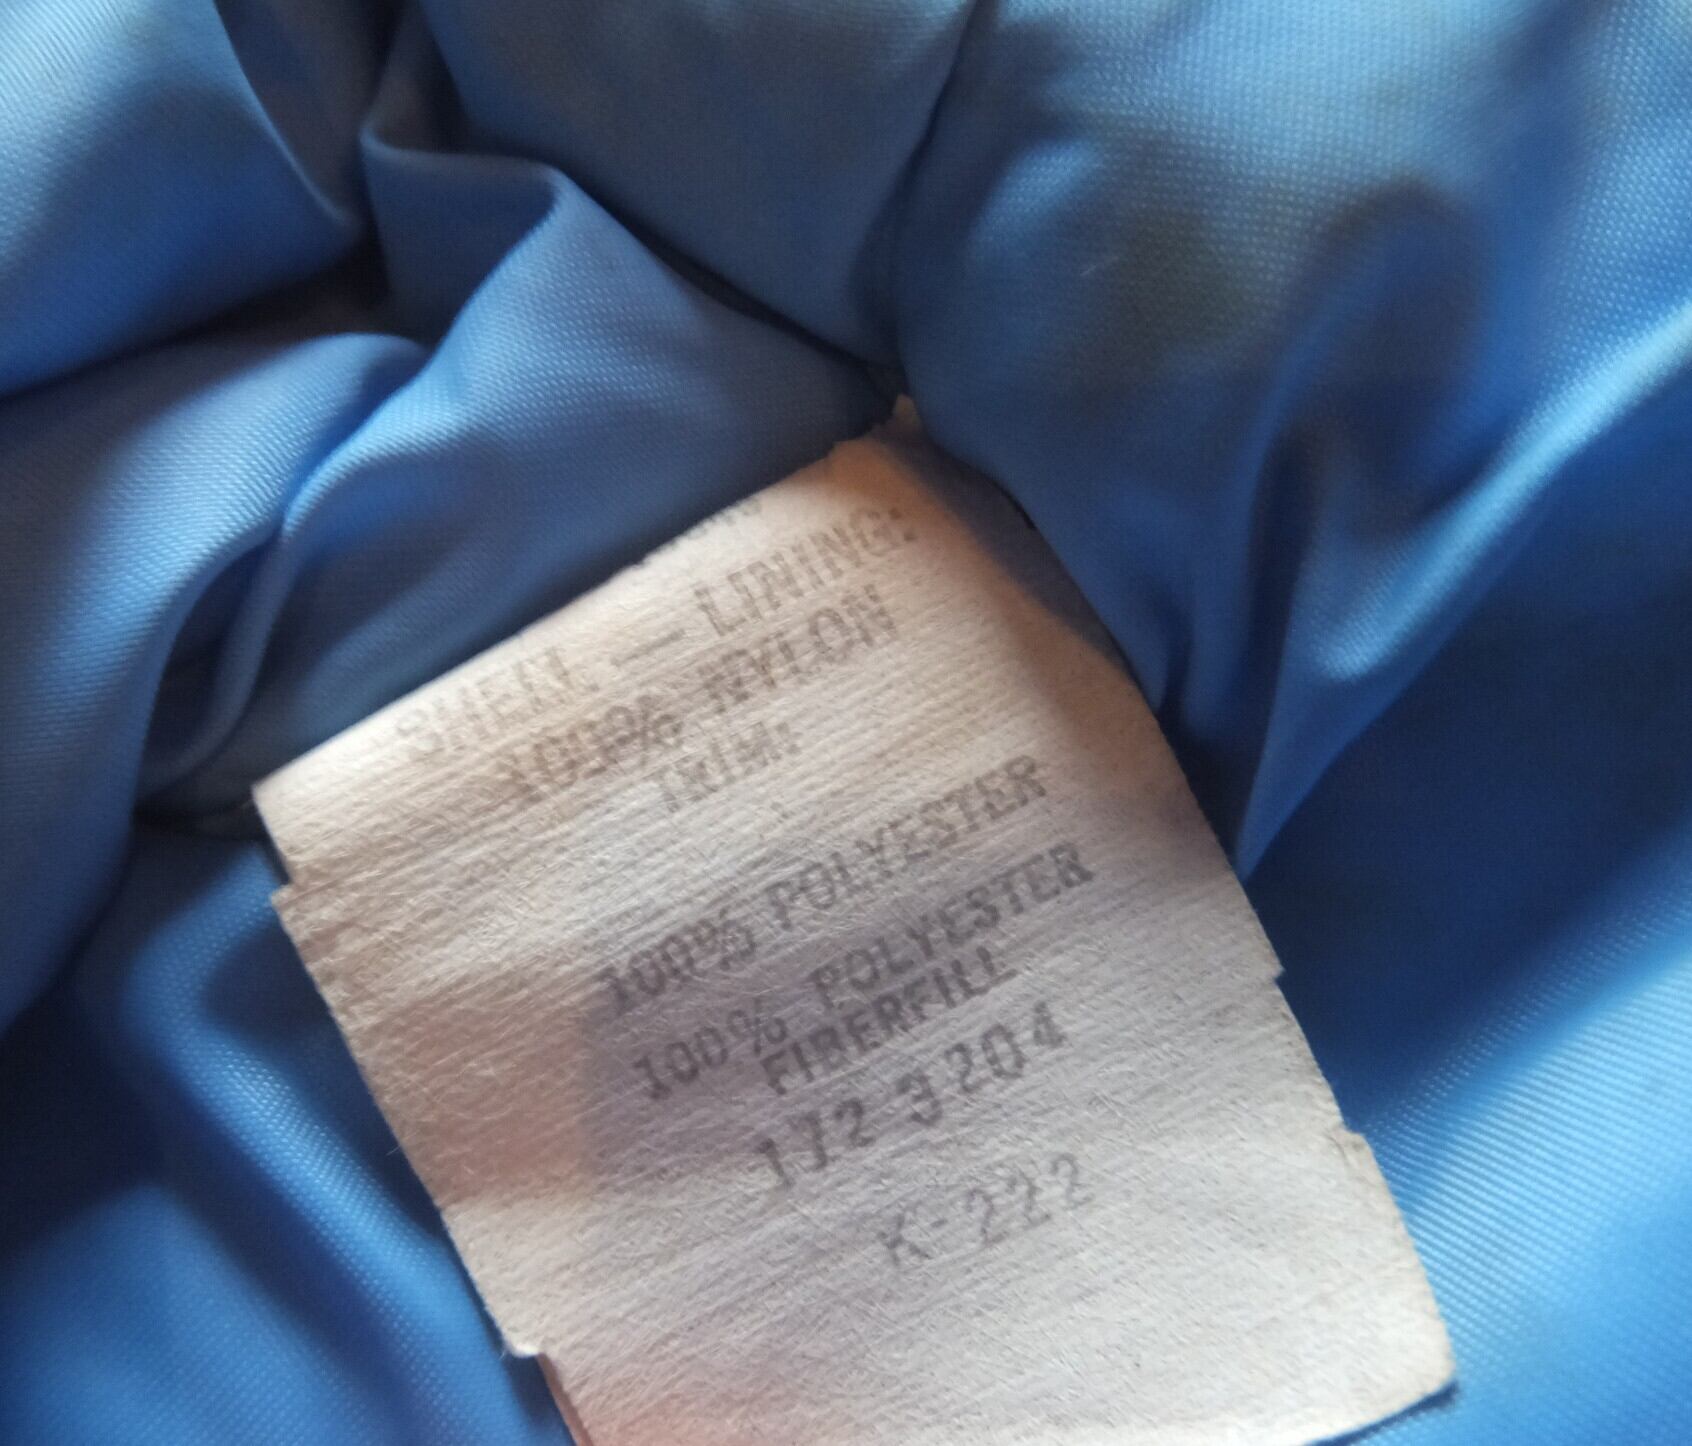 SHELL — LINING:
100% NYLON
TRIM:
100% POLYESTER
100% POLYESTER
FIBERFILL
172 3204
K-222